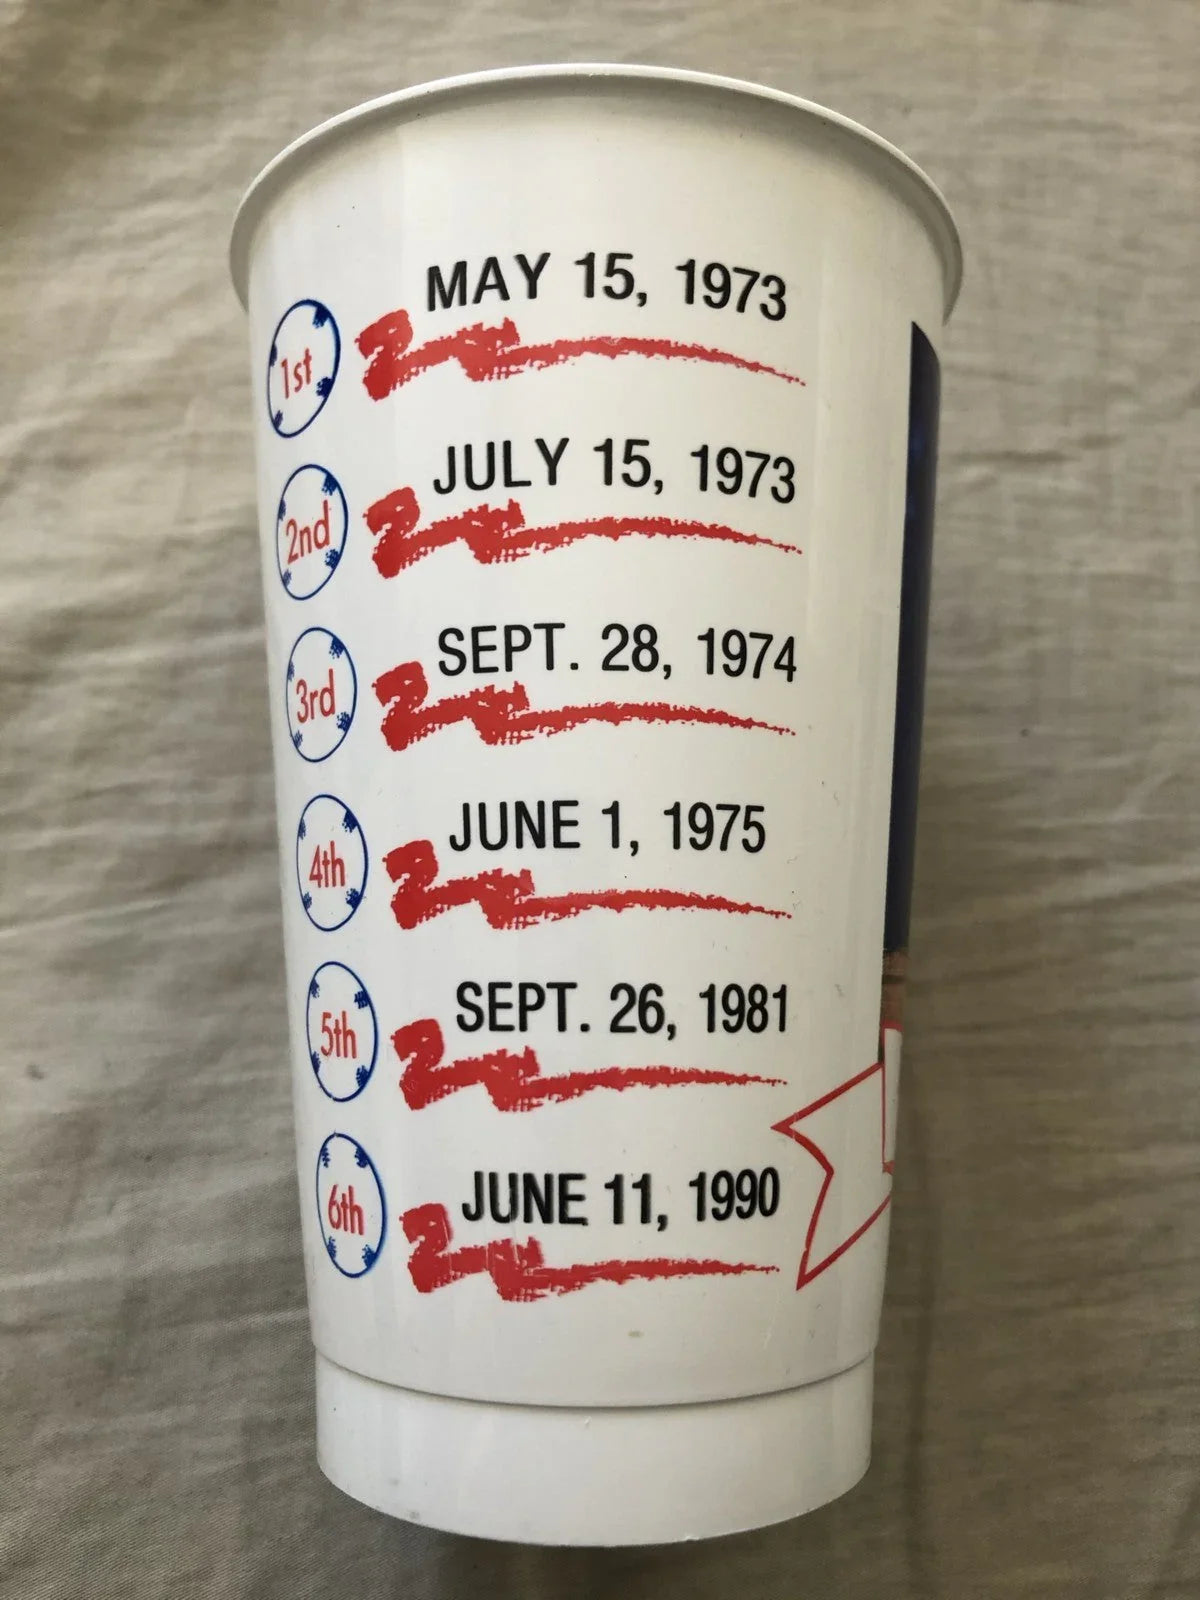 1st MAY 15, 1973
2nd JULY 15, 1973
3rd SEPT. 28, 1974
4th JUNE 1, 1975
5th SEPT. 26, 1981
6th JUNE 11, 1990